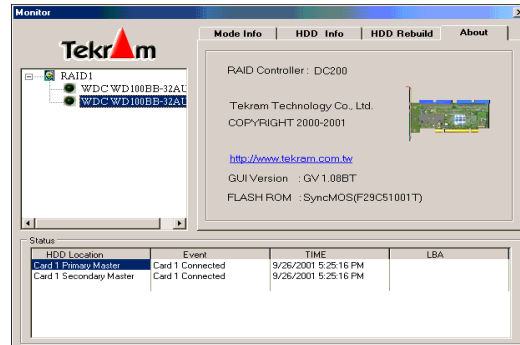 Monitor
Tekram
Mode Info HDD Info HDD Rebuild About
RAID1
WDC WD100BB-32AU
WDC WD100BB-32AU
RAID Controller : DC200
Tekram Technology Co., Ltd.
COPYRIGHT 2000-2001
http://www.tekram.com.tw
GUI Version : GV 1.08BT
FLASH ROM : SyncMOS(F29C51001T)
Status
HDD Location Event TIME LBA
Card 1 Primary Master Card 1 Connected 9/26/2001 5:25:16 PM
Card 1 Secondary Master Card 1 Connected 9/26/2001 5:25:16 PM